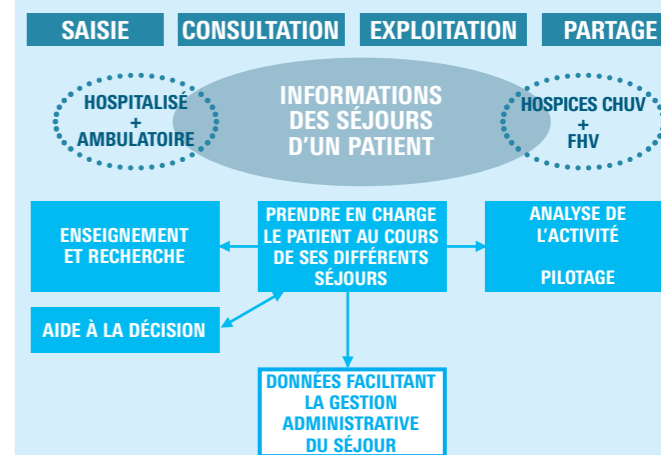 SAISIE CONSULTATION EXPLOITATION PARTAGE
HOSPITALISÉ
+
AMBULATOIRE
INFORMATIONS
DES SÉJOURS
D'UN PATIENT
HOSPICES CHUV
+
FHV
ENSEIGNEMENT
ET RECHERCHE
PRENDRE EN CHARGE
LE PATIENT AU COURS
DE SES DIFFÉRENTS
SÉJOURS
ANALYSE DE
L'ACTIVITÉ
PILOTAGE
AIDE À LA DÉCISION
DONNÉES FACILITANT
LA GESTION
ADMINISTRATIVE
DU SÉJOUR